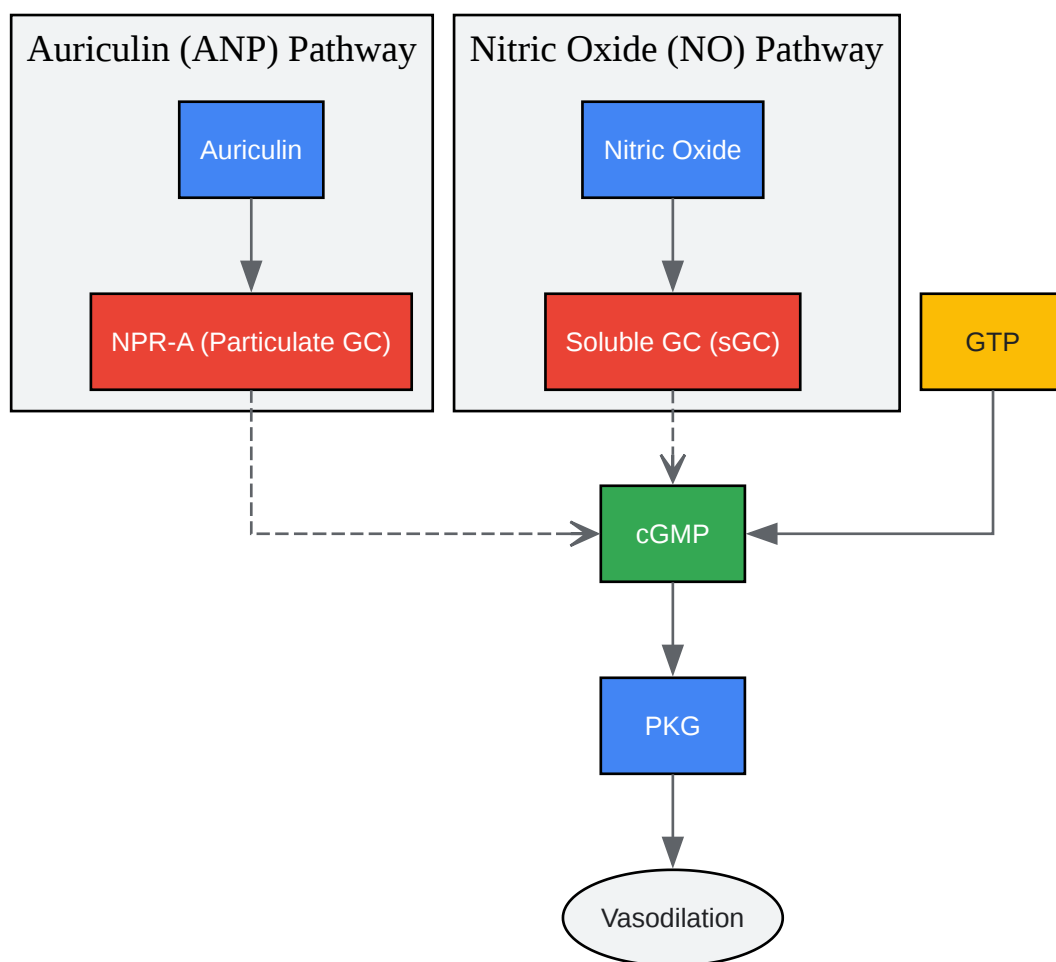 Auriculin (ANP) Pathway
Nitric Oxide (NO) Pathway
Auriculin
Nitric Oxide
NPR-A (Particulate GC)
Soluble GC (sGC)
GTP
cGMP
PKG
Vasodilation